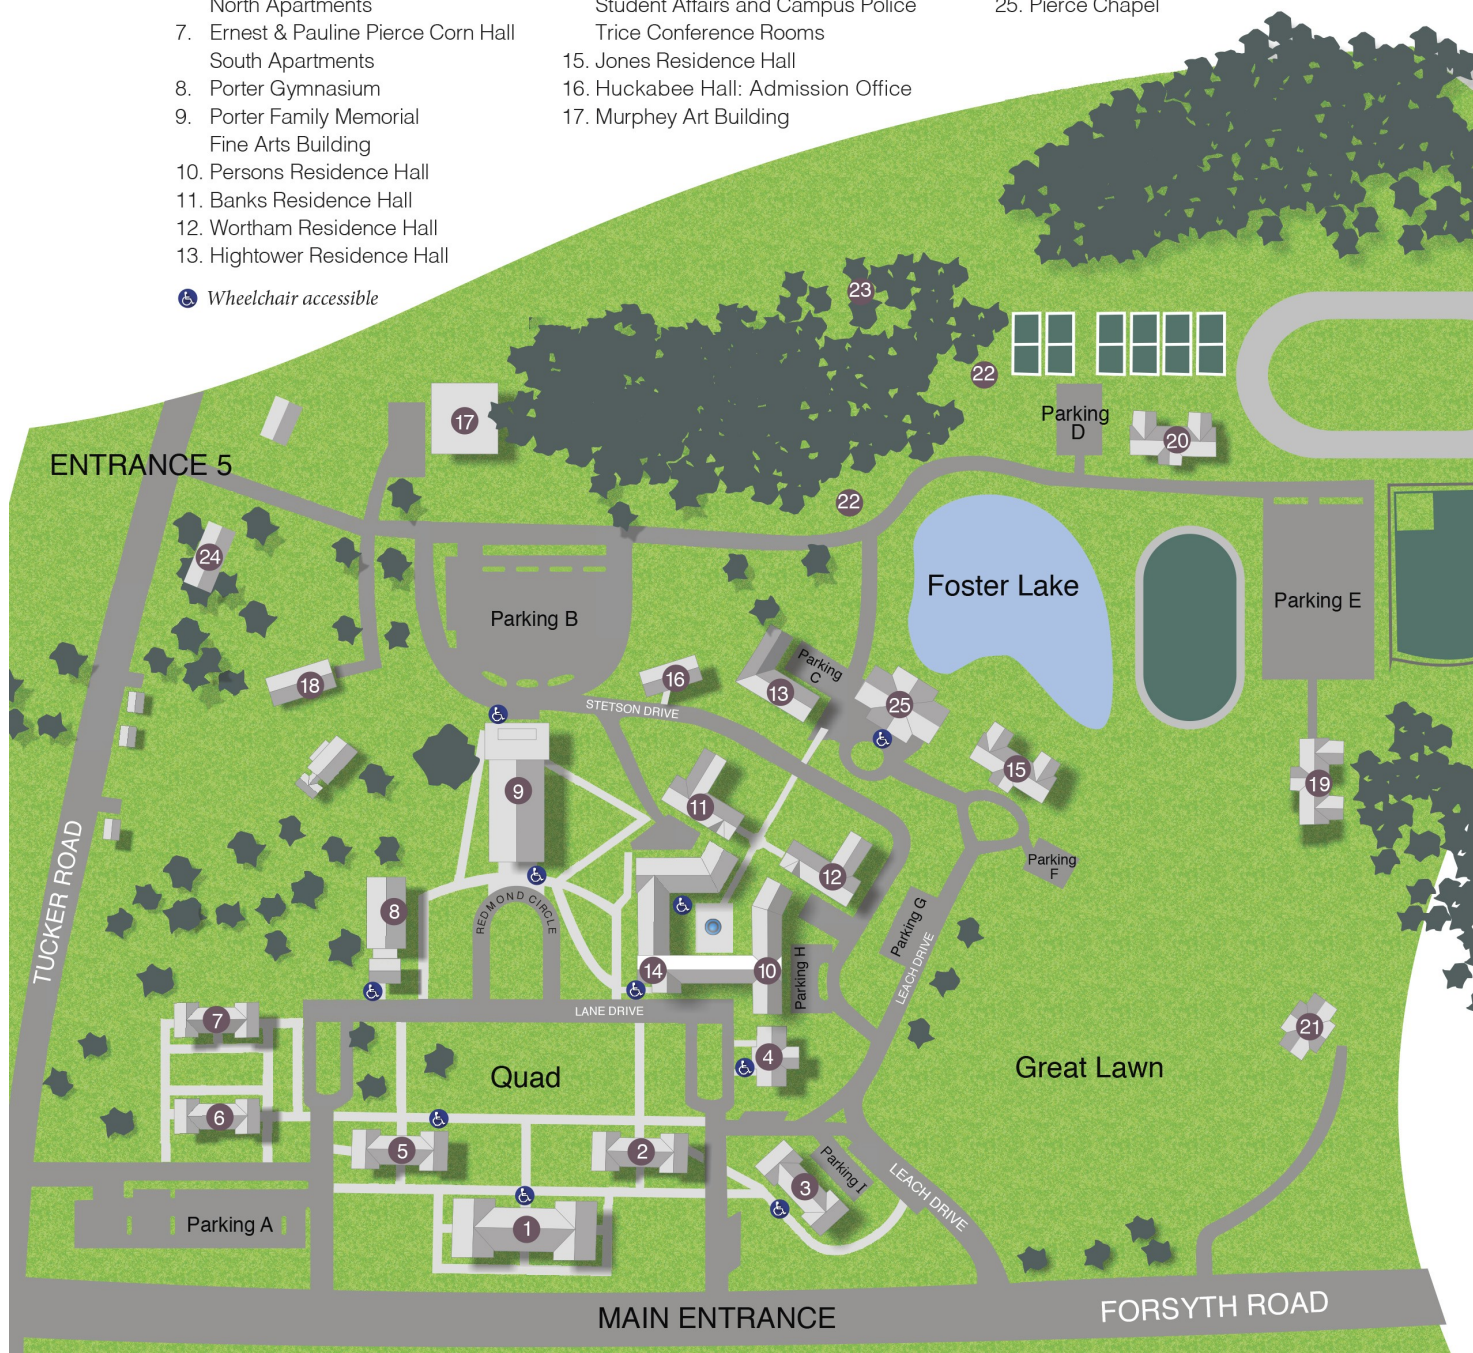 North Apartments
7. Ernest & Pauline Pierce Corn Hall
South Apartments
8. Porter Gymnasium
9. Porter Family Memorial
Fine Arts Building
10. Persons Residence Hall
11. Banks Residence Hall
12. Wortham Residence Hall
13. Hightower Residence Hall
Wheelchair accessible
Student Affairs and Campus Police
Trice Conference Rooms
15. Jones Residence Hall
16. Huckabee Hall: Admission Office
17. Murphey Art Building
25. Pierce Chapel
23
22
17
Parking
D
20
ENTRANCE 5
22
24
Foster Lake
Parking B
Parking E
Parking
C
16
18
13
25
STETSON DRIVE
15
19
9
11
Parking
F
12
TUCKER ROAD
8
REDMOND CIRCLE
Parking G
LEACH DRIVE
14
10
Parking H
LANE DRIVE
7
21
4
Quad
Great Lawn
6
5
2
3
Parking I
LEACH DRIVE
Parking A
1
MAIN ENTRANCE
FORSYTH ROAD